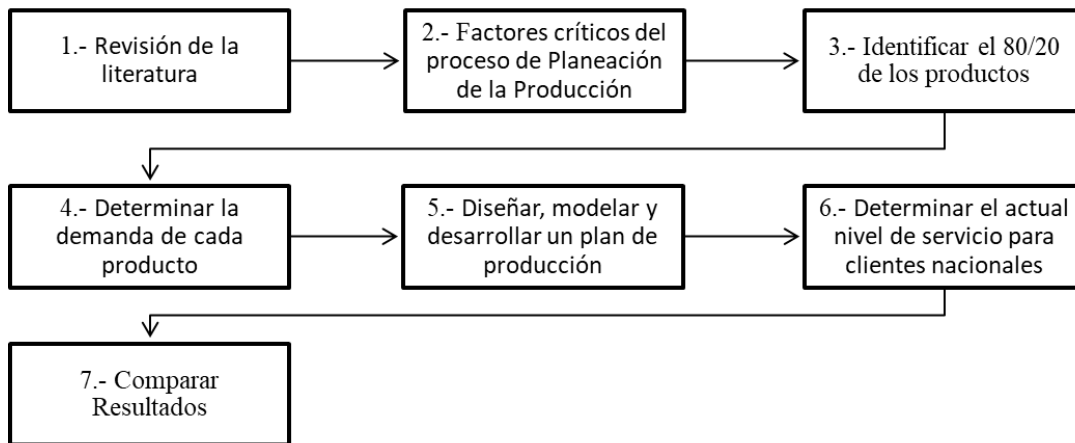 1.- Revisión de la
literatura
2.- Factores críticos del
proceso de Planeación
de la Producción
3.- Identificar el 80/20
de los productos
4.- Determinar la
demanda de cada
producto
5.- Diseñar, modelar y
desarrollar un plan de
producción
6.- Determinar el actual
nivel de servicio para
clientes nacionales
7.- Comparar
Resultados